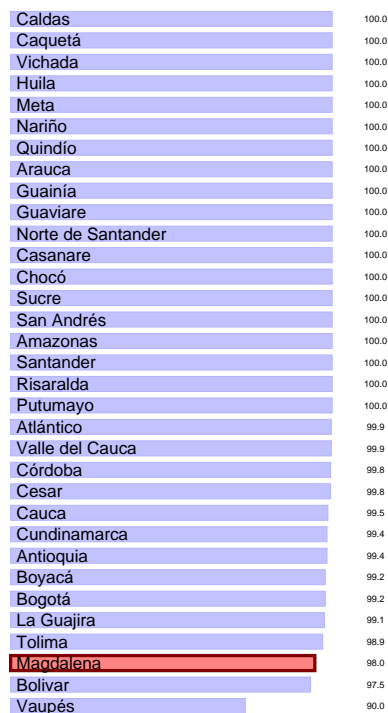 Caldas 100.0
Caquetá 100.0
Vichada 100.0
Huila 100.0
Meta 100.0
Nariño 100.0
Quindío 100.0
Arauca 100.0
Guainía 100.0
Guaviare 100.0
Norte de Santander 100.0
Casanare 100.0
Chocó 100.0
Sucre 100.0
San Andrés 100.0
Amazonas 100.0
Santander 100.0
Risaralda 100.0
Putumayo 100.0
Atlántico 99.9
Valle del Cauca 99.9
Córdoba 99.8
Cesar 99.8
Cauca 99.5
Cundinamarca 99.4
Antioquia 99.4
Boyacá 99.2
Bogotá 99.2
La Guajira 99.1
Tolima 98.9
Magdalena 98.0
Bolivar 97.5
Vaupés 90.0